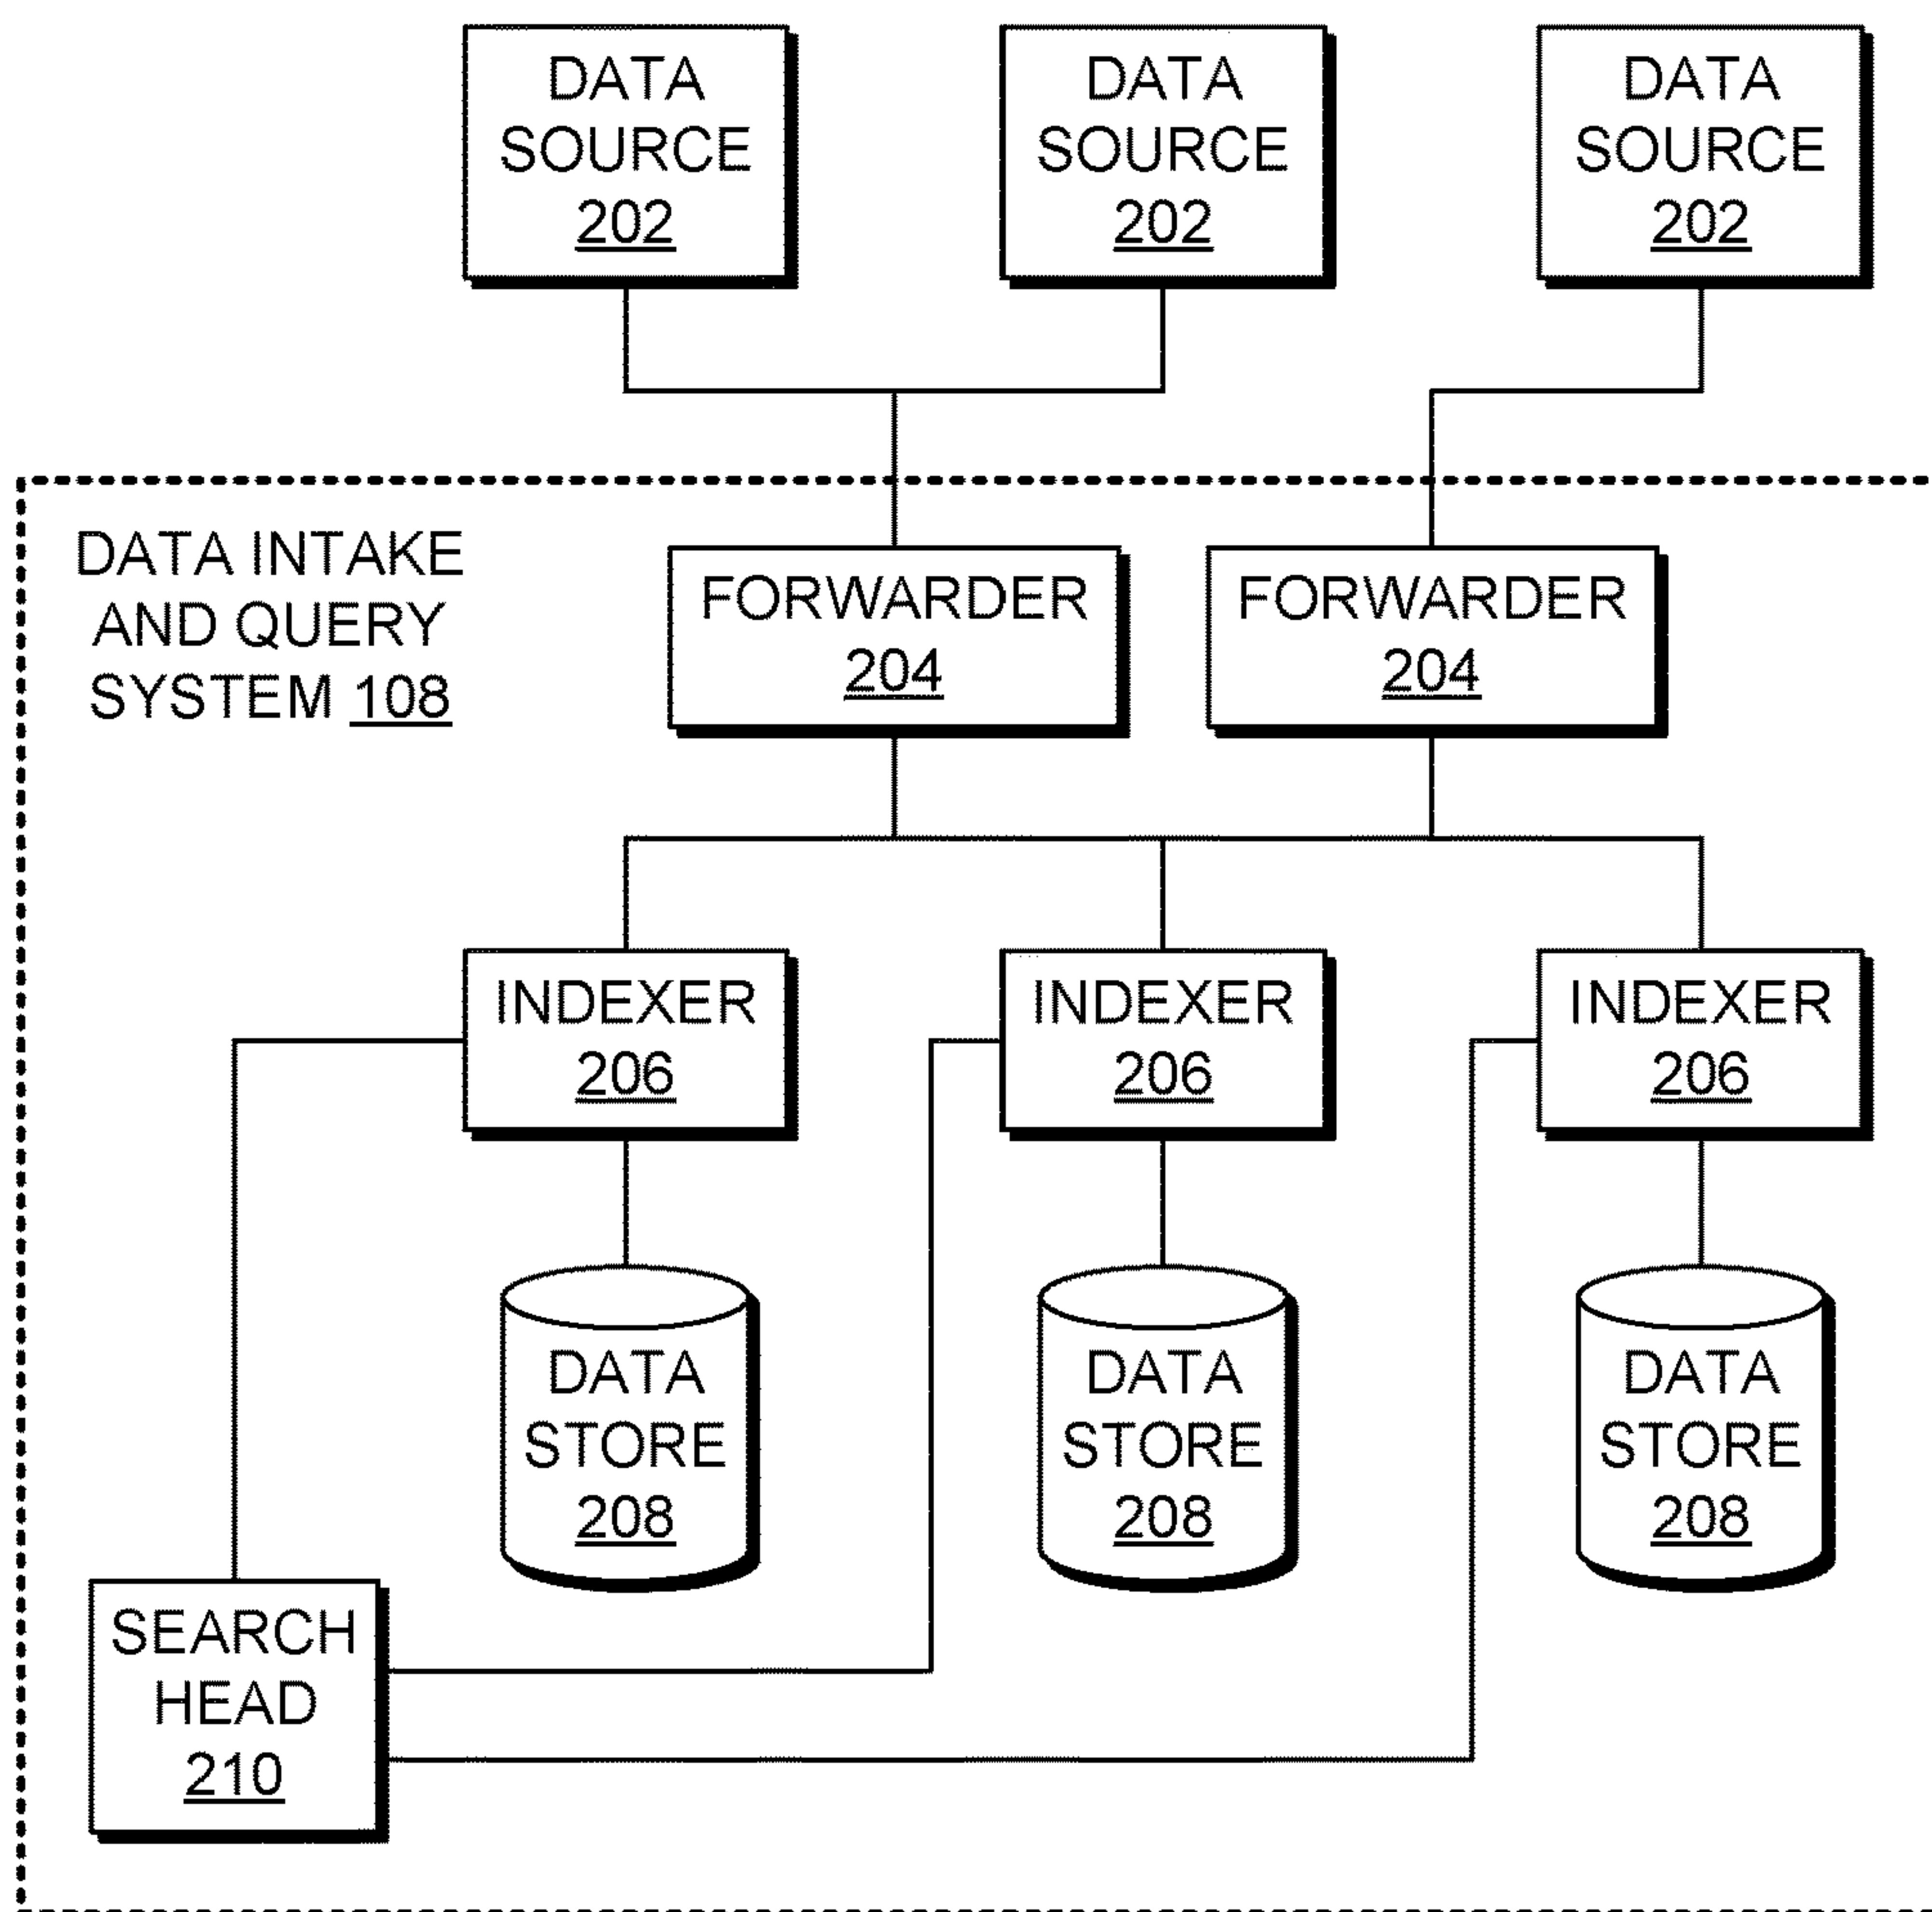 DATA
SOURCE
202
DATA
SOURCE
202
DATA
SOURCE
202
DATA INTAKE
AND QUERY
SYSTEM 108
FORWARDER
204
FORWARDER
204
INDEXER
206
INDEXER
206
INDEXER
206
DATA
STORE
208
DATA
STORE
208
DATA
STORE
208
SEARCH
HEAD
210